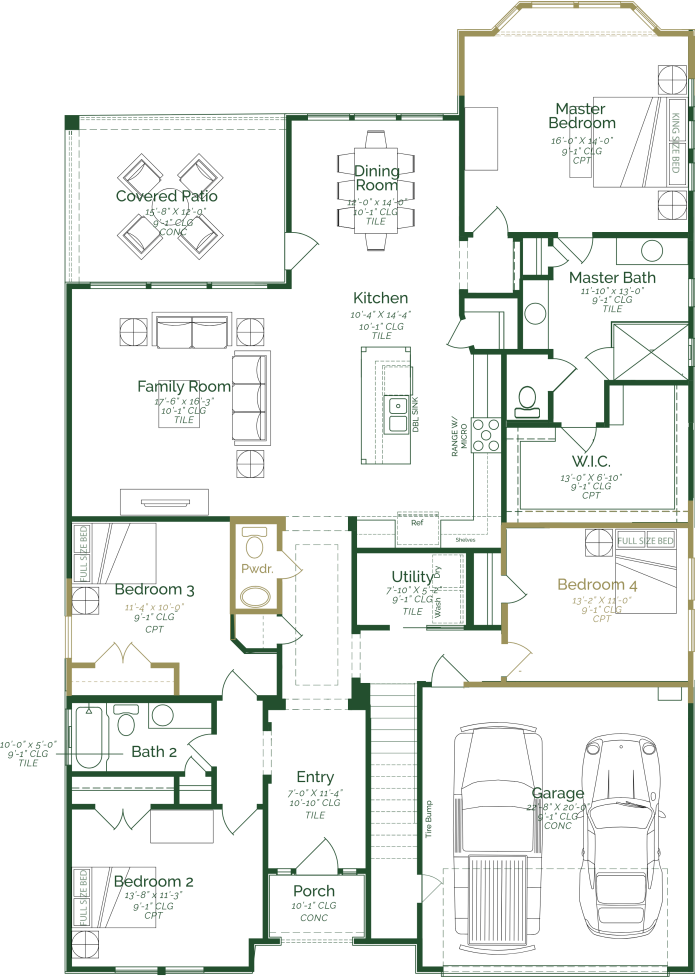 Master
Bedroom
16'-0" X 14'-0"
9'-1" CLG
CPT
KING SIZE BED
Dining
Room
12'-0" x 14'-0"
10'-1" CLG
TILE
Covered Patio
15'-8" X 12'-0"
9'-1" CLG
CONC
Master Bath
11'-10" x 13'-0"
9'-1" CLG
TILE
Kitchen
10'-4" X 14'-4"
10'-1" CLG
TILE
Family Room
17'-6" x 16'-3"
10'-1" CLG
TILE
DBL SINK
RANGE W/
MICRO
W.I.C.
13'-0" X 6'-10"
9'-1" CLG
CPT
Ref
Shelves
FULL SIZE BED
Pwdr.
Bedroom 3
11'-4" x 10'-0"
9'-1" CLG
CPT
Utility
7'-10" X 5'-2"
9'-1" CLG
TILE
Dry
Wash
FULL SIZE BED
Bedroom 4
13'-2" X 11'-0"
9'-1" CLG
CPT
10'-0" x 5'-0"
9'-1" CLG
TILE
Bath 2
Entry
7'-0" X 11'-4"
10'-10" CLG
TILE
Tire Bump
Garage
22'-8" X 20'-0"
9'-1" CLG
CONC
FULL SIZE BED
Bedroom 2
13'-8" x 11'-3"
9'-1" CLG
CPT
Porch
10'-1" CLG
CONC